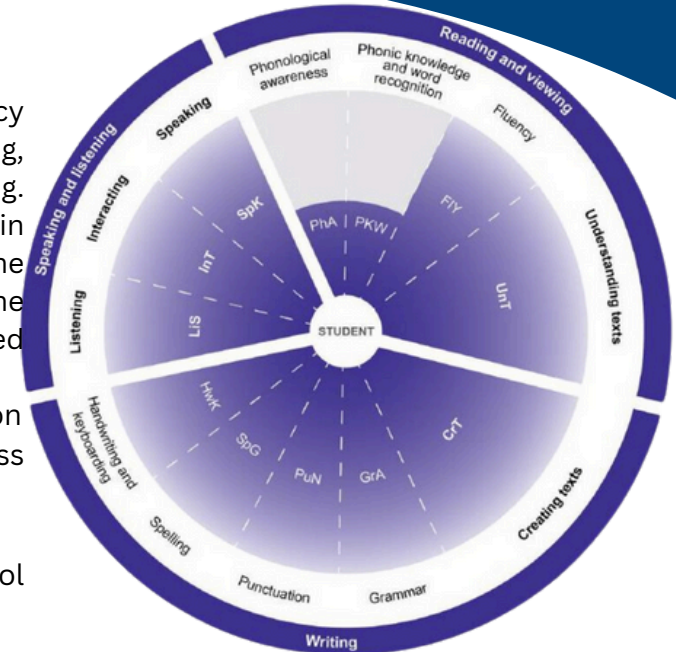 cy
g,
g.
in
ne
ne
ed
on
ss
ol
Speaking and listening
Speaking
Interacting
Listening
SpK
InT
LiS
Reading and viewing
Phonological
awareness
Phonic knowledge
and word
recognition
Fluency
Understanding texts
PhA
PKW
FlY
UnT
STUDENT
Writing
Handwriting and
keyboarding
Spelling
Punctuation
Grammar
Creating texts
HwK
SpG
PuN
GrA
CrT